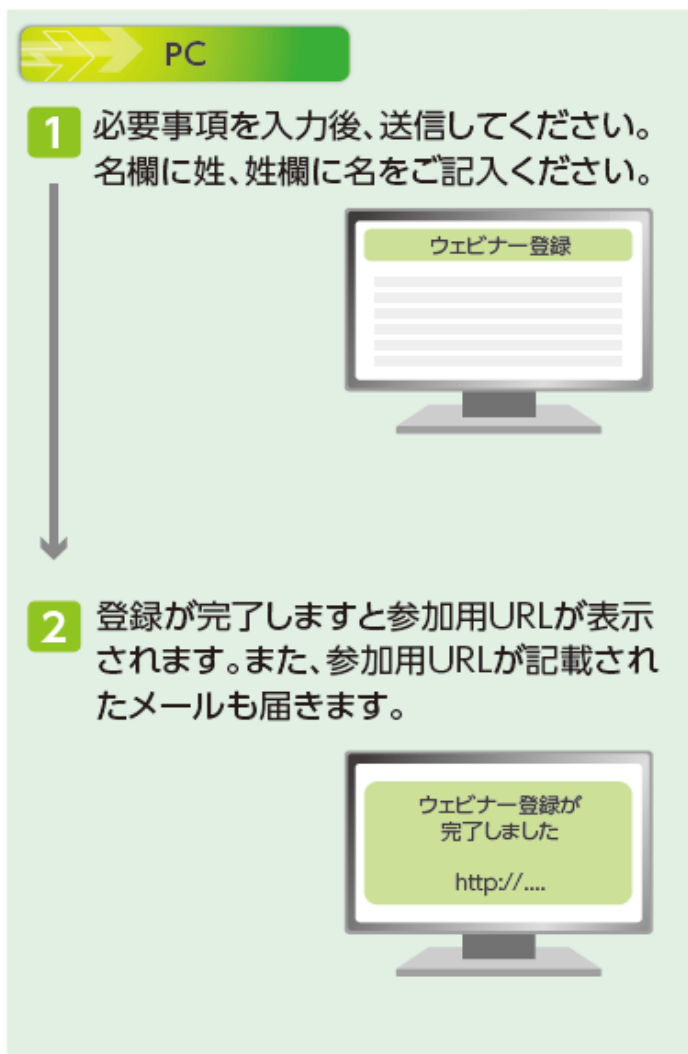 PC
1 必要事項を入力後、送信してください。
名欄に姓、姓欄に名をご記入ください。
ウェビナー登録
2 登録が完了しますと参加用URLが表示
されます。また、参加用URLが記載され
たメールも届きます。
ウェビナー登録が
完了しました
http://....